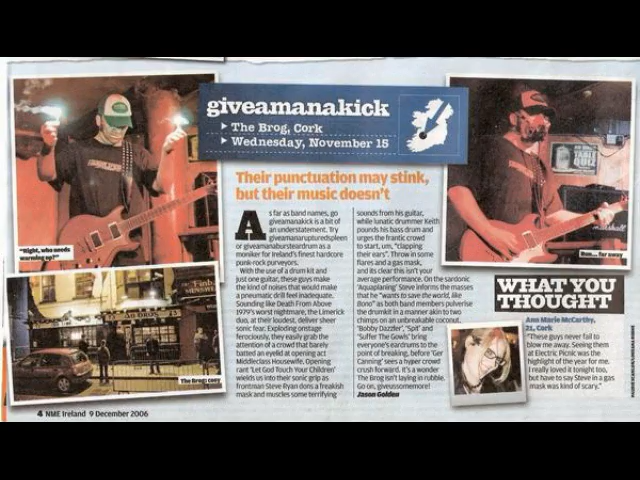 giveamanakick
The Brog, Cork
Wednesday, November 15
Their punctuation may stink,
but their music doesn't
As far as band names, go
giveamanakick is a bit of
an understatement. Try
giveamanarupturedspleen
or giveamanabursteardrum as a
moniker for Ireland's finest hardcore
punk-rock purveyors.
With the use of a drum kit and
just one guitar, these guys make
the kind of noises that would make
a pneumatic drill feel inadequate.
Sounding like Death From Above
1979's worst nightmare, the Limerick
duo, at their loudest, deliver sheer
sonic fear. Exploding onstage
ferociously, they easily grab the
attention of a crowd that barely
batted an eyelid at opening act
Middleclass Housewife. Opening
rant 'Let God Touch Your Children'
wields us into their sonic grip as
frontman Steve Ryan dons a freakish
mask and muscles some terrifying
sounds from his guitar,
while lunatic drummer Keith
pounds his bass drum and
urges the frantic crowd
to start, um, "clapping
their ears". Throw in some
flares and a gas mask,
and its clear this isn't your
average performance. On the sardonic
'Aquaplaning' Steve informs the masses
that he "wants to save the world, like
Bono" as both band members pulverise
the drumkit in a manner akin to two
chimps on an unbreakable coconut.
'Bobby Dazzler', 'Spit' and
'Suffer The Gowls' bring
everyone's eardrums to the
point of breaking, before 'Ger
Canning' sees a hyper crowd
crush forward. It's a wonder
The Brog isn't laying in rubble.
Go on, giveussomemore!
Jason Golden
"Right, who needs
warming up?"
The Brog: cosy
Run... far away
Marshall
WHAT YOU
THOUGHT
Ann Marie McCarthy,
21, Cork
"These guys never fail to
blow me away. Seeing them
at Electric Picnic was the
highlight of the year for me.
I really loved it tonight too,
but have to say Steve in a gas
mask was kind of scary."
4 NME Ireland 9 December 2006